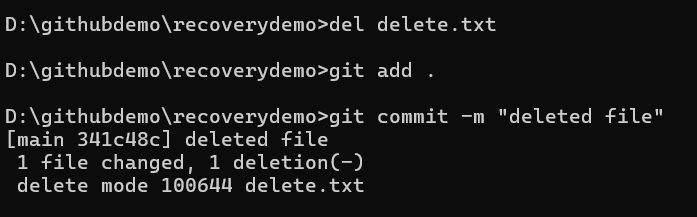 D:\githubdemo\recoverydemo>del delete.txt
D:\githubdemo\recoverydemo>git add .
D:\githubdemo\recoverydemo>git commit -m "deleted file"
[main 341c48c] deleted file
 1 file changed, 1 deletion(-)
 delete mode 100644 delete.txt